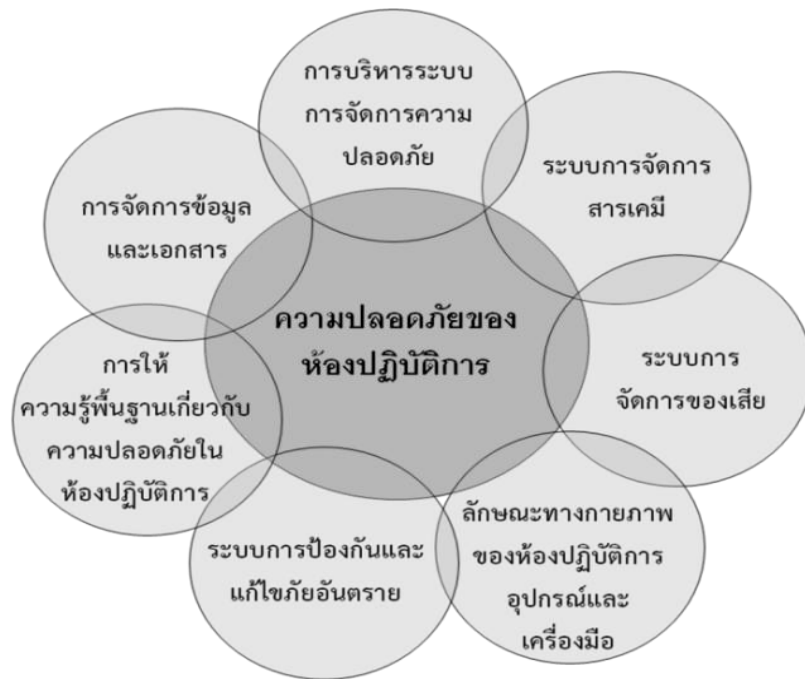 การบริหารระบบ
การจัดการความ
ปลอดภัย
ระบบการจัดการ
สารเคมี
ระบบการ
จัดการของเสีย
ลักษณะทางกายภาพ
ของห้องปฏิบัติการ
อุปกรณ์และ
เครื่องมือ
ระบบการป้องกันและ
แก้ไขภัยอันตราย
การให้
ความรู้พื้นฐานเกี่ยวกับ
ความปลอดภัยใน
ห้องปฏิบัติการ
การจัดการข้อมูล
และเอกสาร
ความปลอดภัยของ
ห้องปฏิบัติการ